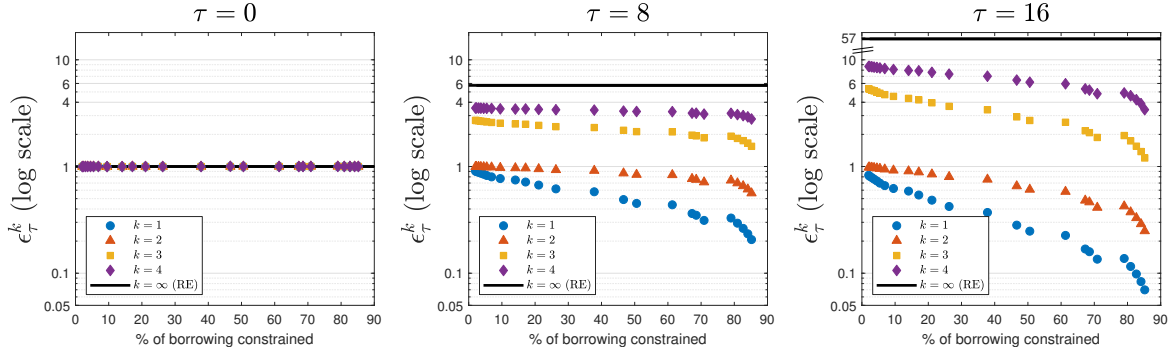 τ = 0
ϵ_τ^k (log scale)
10
6
4
1
0.1
0.05
k = 1
k = 2
k = 3
k = 4
k = ∞ (RE)
0 10 20 30 40 50 60 70 80 90
% of borrowing constrained
τ = 8
ϵ_τ^k (log scale)
10
6
4
1
0.1
0.05
k = 1
k = 2
k = 3
k = 4
k = ∞ (RE)
0 10 20 30 40 50 60 70 80 90
% of borrowing constrained
τ = 16
ϵ_τ^k (log scale)
57
10
6
4
1
0.1
0.05
k = 1
k = 2
k = 3
k = 4
k = ∞ (RE)
0 10 20 30 40 50 60 70 80 90
% of borrowing constrained